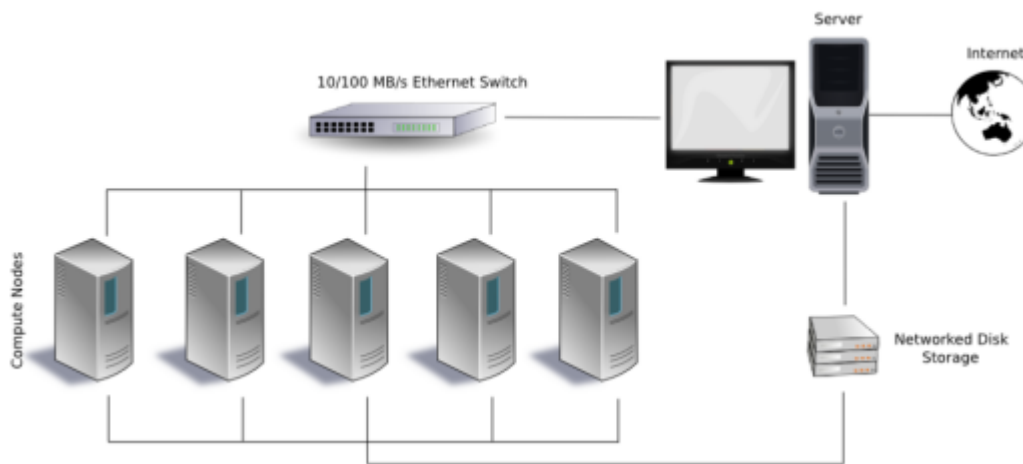 Server
Internet
10/100 MB/s Ethernet Switch
Compute Nodes
Networked Disk
Storage